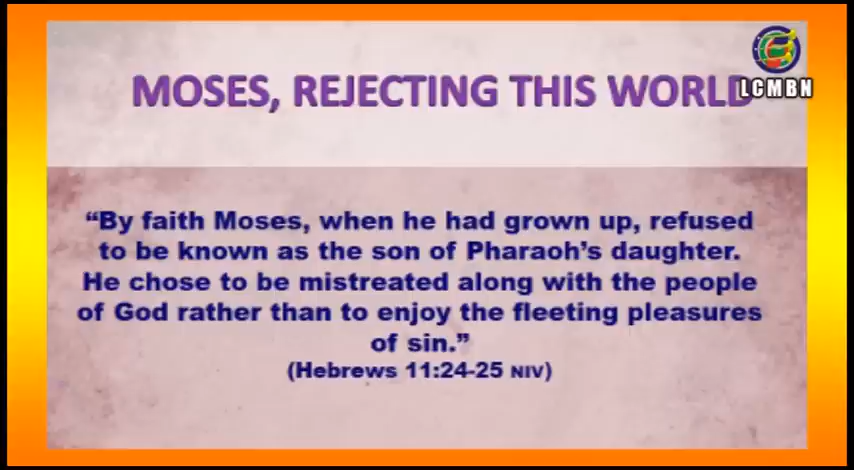 LCMBN
MOSES, REJECTING THIS WORLD
“By faith Moses, when he had grown up, refused
to be known as the son of Pharaoh’s daughter.
He chose to be mistreated along with the people
of God rather than to enjoy the fleeting pleasures
of sin.”
(Hebrews 11:24-25 NIV)